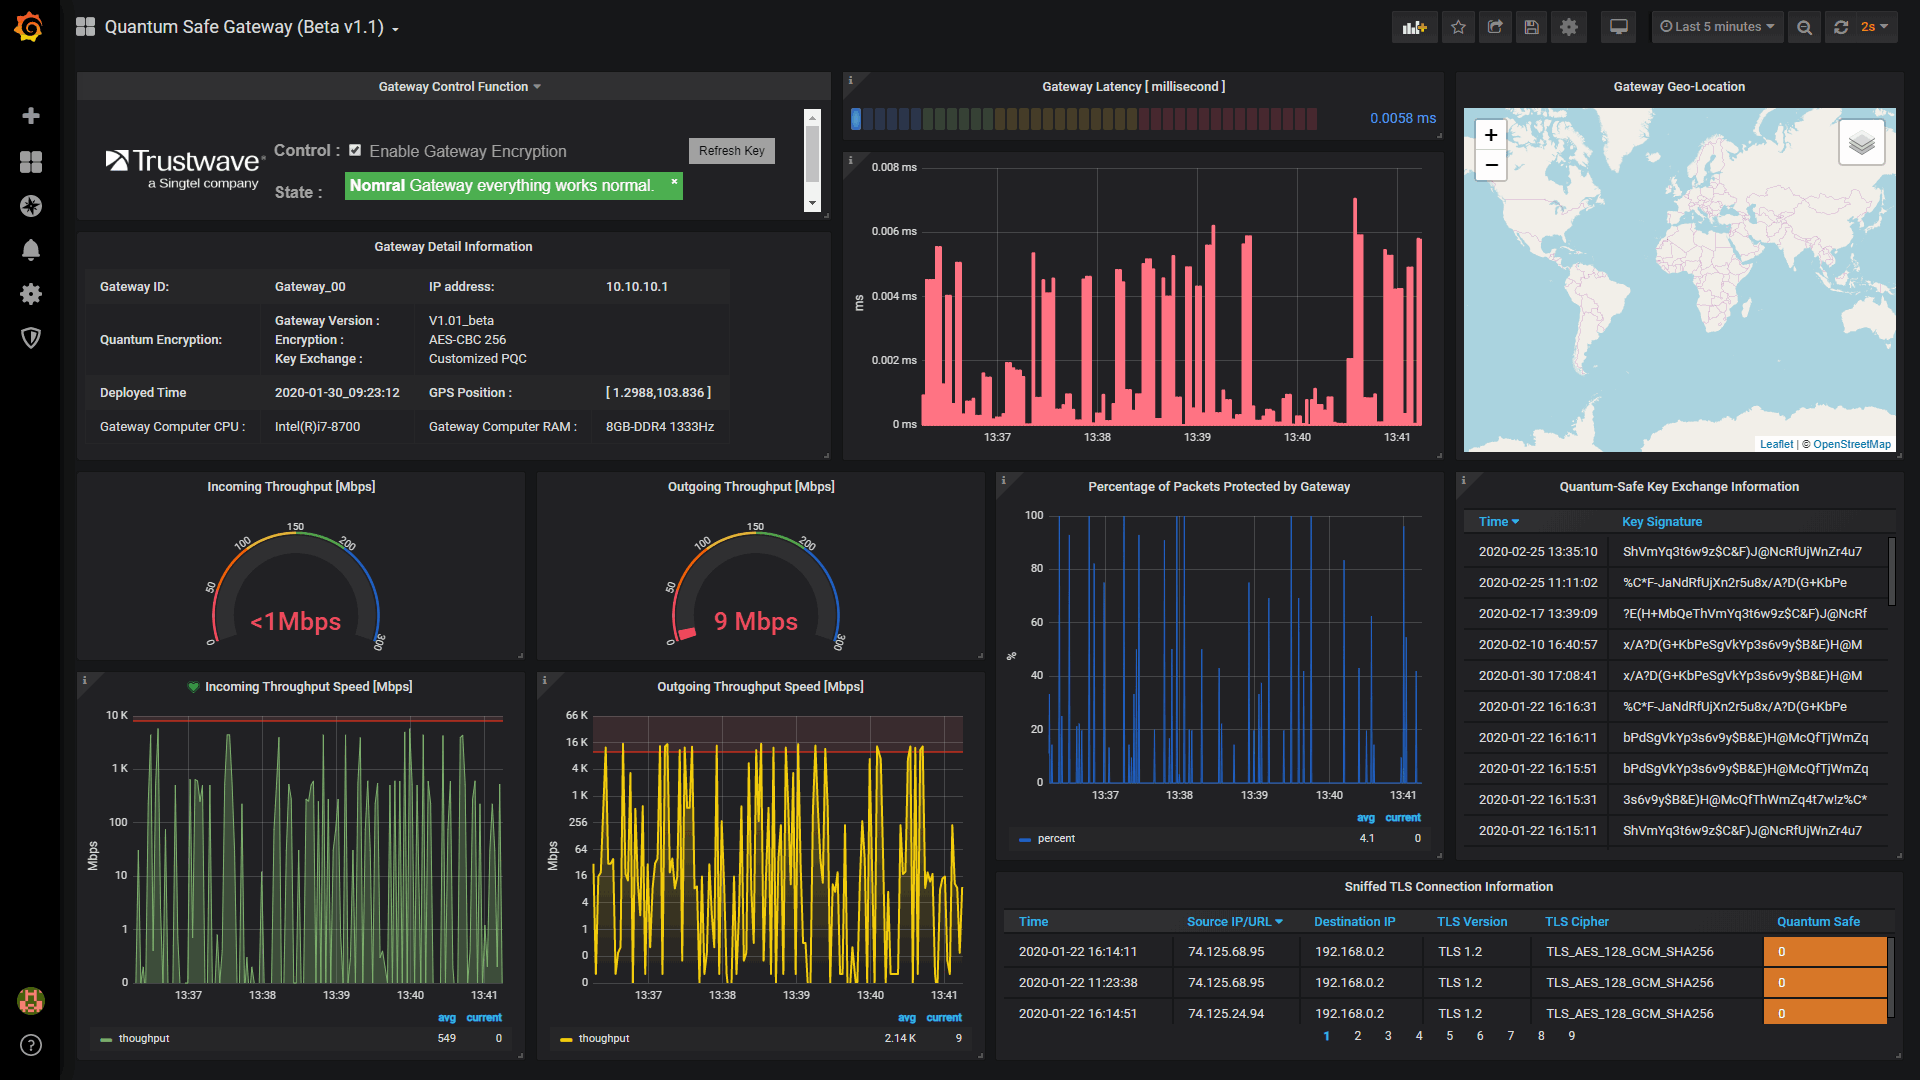 Quantum Safe Gateway (Beta v1.1)
Last 5 minutes
2s
Gateway Control Function
Trustwave
a Singtel company
Control :
Enable Gateway Encryption
Refresh Key
State :
Nomral Gateway everything works normal.
×
Gateway Detail Information
Gateway ID: Gateway_00 IP address: 10.10.10.1
Quantum Encryption:
Gateway Version : V1.01_beta
Encryption : AES-CBC 256
Key Exchange : Customized PQC
Deployed Time 2020-01-30_09:23:12 GPS Position : [ 1.2988,103.836 ]
Gateway Computer CPU : Intel(R)i7-8700 Gateway Computer RAM : 8GB-DDR4 1333Hz
Gateway Latency [ millisecond ]
0.0058 ms
0.008 ms
0.006 ms
0.004 ms
0.002 ms
0 ms
ms
13:37 13:38 13:39 13:40 13:41
Gateway Geo-Location
+
−
Leaflet | © OpenStreetMap
Incoming Throughput [Mbps]
0 50 100 150 200 300
<1Mbps
Outgoing Throughput [Mbps]
0 50 100 150 200 300
9 Mbps
Incoming Throughput Speed [Mbps]
10 K
1 K
100
10
1
0
Mbps
13:37 13:38 13:39 13:40 13:41
avg current
thoughput 549 0
Outgoing Throughput Speed [Mbps]
66 K
16 K
4 K
1 K
256
64
16
4
1
0
0
Mbps
13:37 13:38 13:39 13:40 13:41
avg current
thoughput 2.14 K 9
Percentage of Packets Protected by Gateway
100
80
60
40
20
0
%
13:37 13:38 13:39 13:40 13:41
avg current
percent 4.1 0
Quantum-Safe Key Exchange Information
Time Key Signature
2020-02-25 13:35:10 ShVmYq3t6w9z$C&F)J@NcRfUjWnZr4u7
2020-02-25 11:11:02 %C*F-JaNdRfUjXn2r5u8x/A?D(G+KbPe
2020-02-17 13:39:09 ?E(H+MbQeThVmYq3t6w9z$C&F)J@NcRf
2020-02-10 16:40:57 x/A?D(G+KbPeSgVkYp3s6v9y$B&E)H@M
2020-01-30 17:08:41 x/A?D(G+KbPeSgVkYp3s6v9y$B&E)H@M
2020-01-22 16:16:31 %C*F-JaNdRfUjXn2r5u8x/A?D(G+KbPe
2020-01-22 16:16:11 bPdSgVkYp3s6v9y$B&E)H@McQfTjWmZq
2020-01-22 16:15:51 bPdSgVkYp3s6v9y$B&E)H@McQfTjWmZq
2020-01-22 16:15:31 3s6v9y$B&E)H@McQfThWmZq4t7w!z%C*
2020-01-22 16:15:11 ShVmYq3t6w9z$C&F)J@NcRfUjWnZr4u7
Sniffed TLS Connection Information
Time Source IP/URL Destination IP TLS Version TLS Cipher Quantum Safe
2020-01-22 16:14:11 74.125.68.95 192.168.0.2 TLS 1.2 TLS_AES_128_GCM_SHA256 0
2020-01-22 11:23:38 74.125.68.95 192.168.0.2 TLS 1.2 TLS_AES_128_GCM_SHA256 0
2020-01-22 16:14:51 74.125.24.94 192.168.0.2 TLS 1.2 TLS_AES_128_GCM_SHA256 0
1 2 3 4 5 6 7 8 9